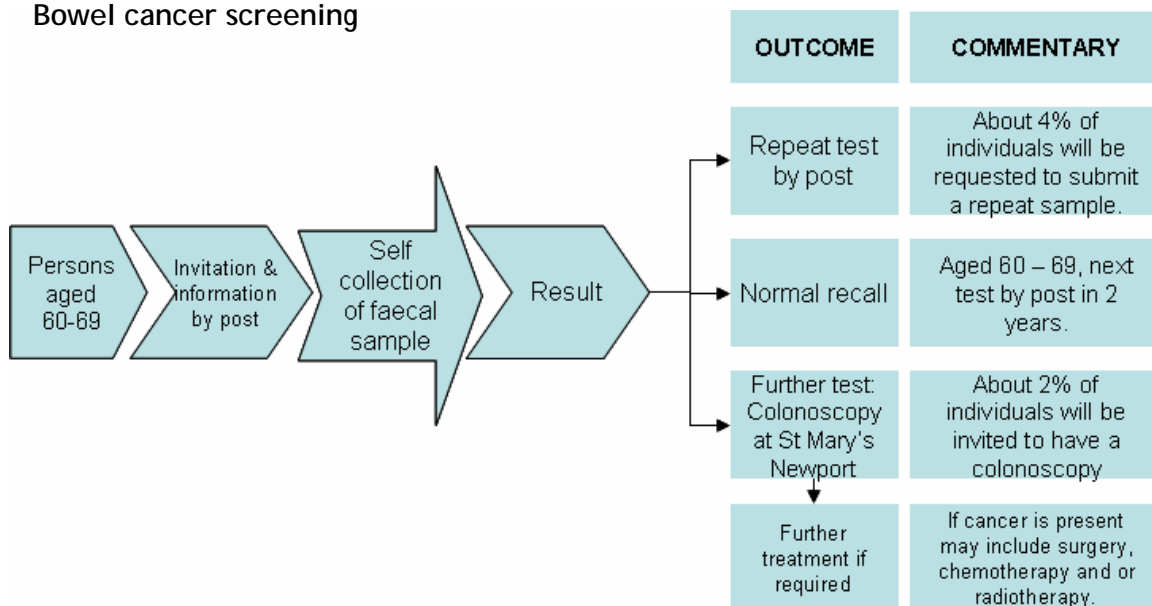 Bowel cancer screening
OUTCOME
COMMENTARY
Persons
aged
60-69
Invitation &
information
by post
Self
collection
of faecal
sample
Result
Repeat test
by post
About 4% of
individuals will be
requested to submit
a repeat sample.
Normal recall
Aged 60 – 69, next
test by post in 2
years.
Further test:
Colonoscopy
at St Mary's
Newport
About 2% of
individuals will be
invited to have a
colonoscopy
Further
treatment if
required
If cancer is present
may include surgery,
chemotherapy and or
radiotherapy.